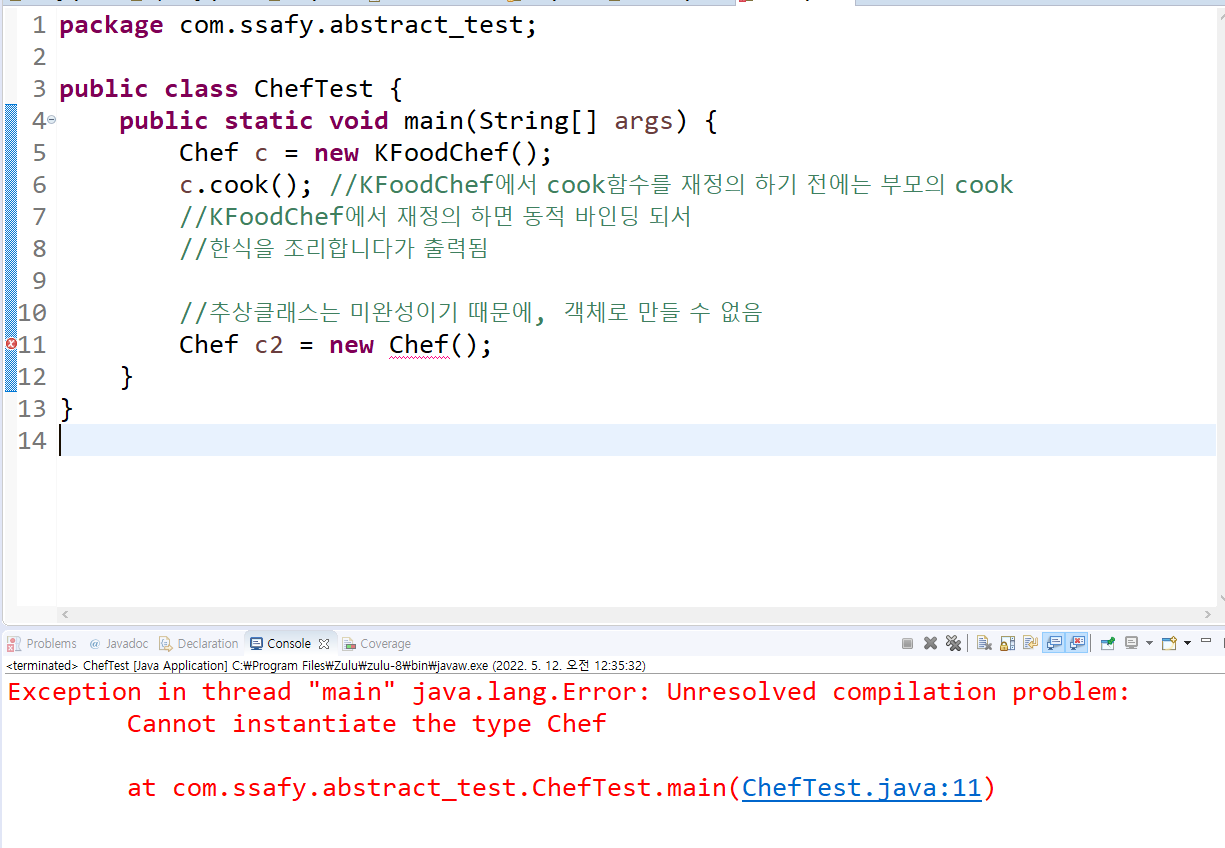 1 package com.ssafy.abstract_test;
2
3 public class ChefTest {
4 public static void main(String[] args) {
5 Chef c = new KFoodChef();
6 c.cook(); //KFoodChef에서 cook함수를 재정의 하기 전에는 부모의 cook
7 //KFoodChef에서 재정의 하면 동적 바인딩 되서
8 //한식을 조리합니다가 출력됨
9
10 //추상클래스는 미완성이기 때문에, 객체로 만들 수 없음
11 Chef c2 = new Chef();
12 }
13 }
14
Problems @ Javadoc Declaration Console Coverage
<terminated> ChefTest [Java Application] C:₩Program Files₩Zulu₩zulu-8₩bin₩javaw.exe (2022. 5. 12. 오전 12:35:32)
Exception in thread "main" java.lang.Error: Unresolved compilation problem:
Cannot instantiate the type Chef
at com.ssafy.abstract_test.ChefTest.main(ChefTest.java:11)